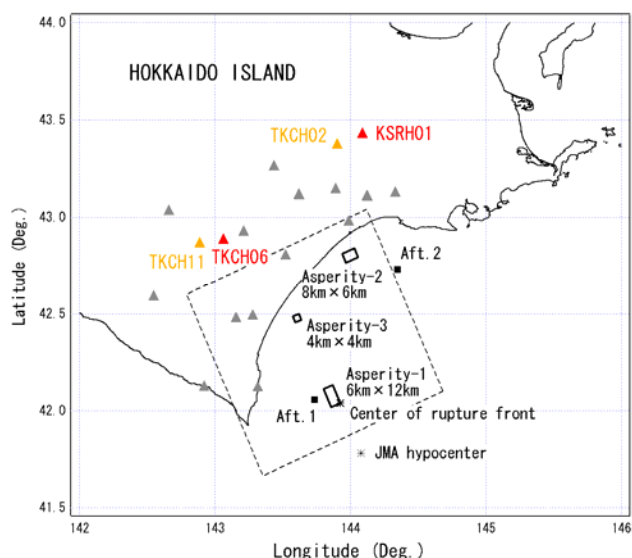 44.0
HOKKAIDO ISLAND
43.5
TKCH02
KSRH01
43.0
TKCH11
TKCH06
Aft.2
Asperity-2
8km×6km
42.5
Asperity-3
4km×4km
Asperity-1
6km×12km
42.0
Aft.1
Center of rupture front
JMA hypocenter
41.5
142
143
144
145
146
Latitude (Deg.)
Longitude (Deg.)